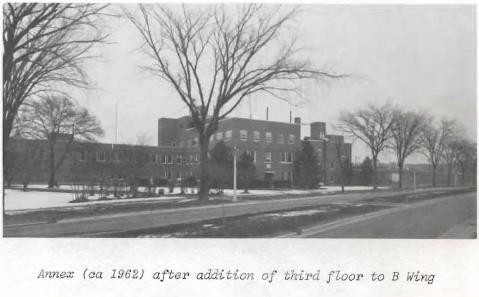 Annex (ca 1962) after addition of third floor to B Wing